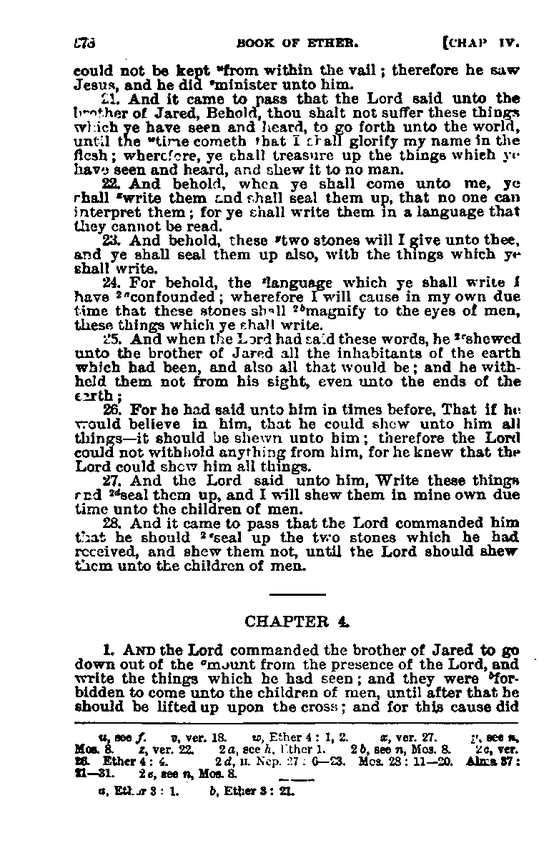 578 BOOK OF ETHER. [CHAP IV.
could not be kept ᵘfrom within the vail; therefore he saw
Jesus, and he did ᵛminister unto him.
21. And it came to pass that the Lord said unto the
brother of Jared, Behold, thou shalt not suffer these things
which ye have seen and heard, to go forth unto the world,
until the ʷtime cometh that I shall glorify my name in the
flesh; wherefore, ye shall treasure up the things which ye
have seen and heard, and shew it to no man.
22. And behold, when ye shall come unto me, ye
shall ˣwrite them and shall seal them up, that no one can
interpret them; for ye shall write them in a language that
they cannot be read.
23. And behold, these ʸtwo stones will I give unto thee,
and ye shall seal them up also, with the things which ye
shall write.
24. For behold, the ᶻlanguage which ye shall write I
have ²ᵃconfounded; wherefore I will cause in my own due
time that these stones shall ²ᵇmagnify to the eyes of men,
these things which ye shall write.
25. And when the Lord had said these words, he ²ᶜshewed
unto the brother of Jared all the inhabitants of the earth
which had been, and also all that would be; and he with-
held them not from his sight, even unto the ends of the
earth;
26. For he had said unto him in times before, That if he
would believe in him, that he could shew unto him all
things—it should be shewn unto him; therefore the Lord
could not withhold anything from him, for he knew that the
Lord could shew him all things.
27. And the Lord said unto him, Write these things
and ²ᵈseal them up, and I will shew them in mine own due
time unto the children of men.
28. And it came to pass that the Lord commanded him
that he should ²ᵉseal up the two stones which he had
received, and shew them not, until the Lord should shew
them unto the children of men.
CHAPTER 4.
1. AND the Lord commanded the brother of Jared to go
down out of the ᵃmount from the presence of the Lord, and
write the things which he had seen; and they were ᵇfor-
bidden to come unto the children of men, until after that he
should be lifted up upon the cross; and for this cause did
u, see f. v, ver. 18. w, Ether 4: 1, 2. x, ver. 27. y, see n,
Mos. 8. z, ver. 22. 2a, see h, Ether 1. 2b, see n, Mos. 8. 2c, ver.
26. Ether 4: 4. 2d, II. Nep. 27: 6—23. Mos. 28: 11—20. Alma 37:
21—31. 2e, see n, Mos. 8.
a, Ether 3: 1. b, Ether 3: 21.